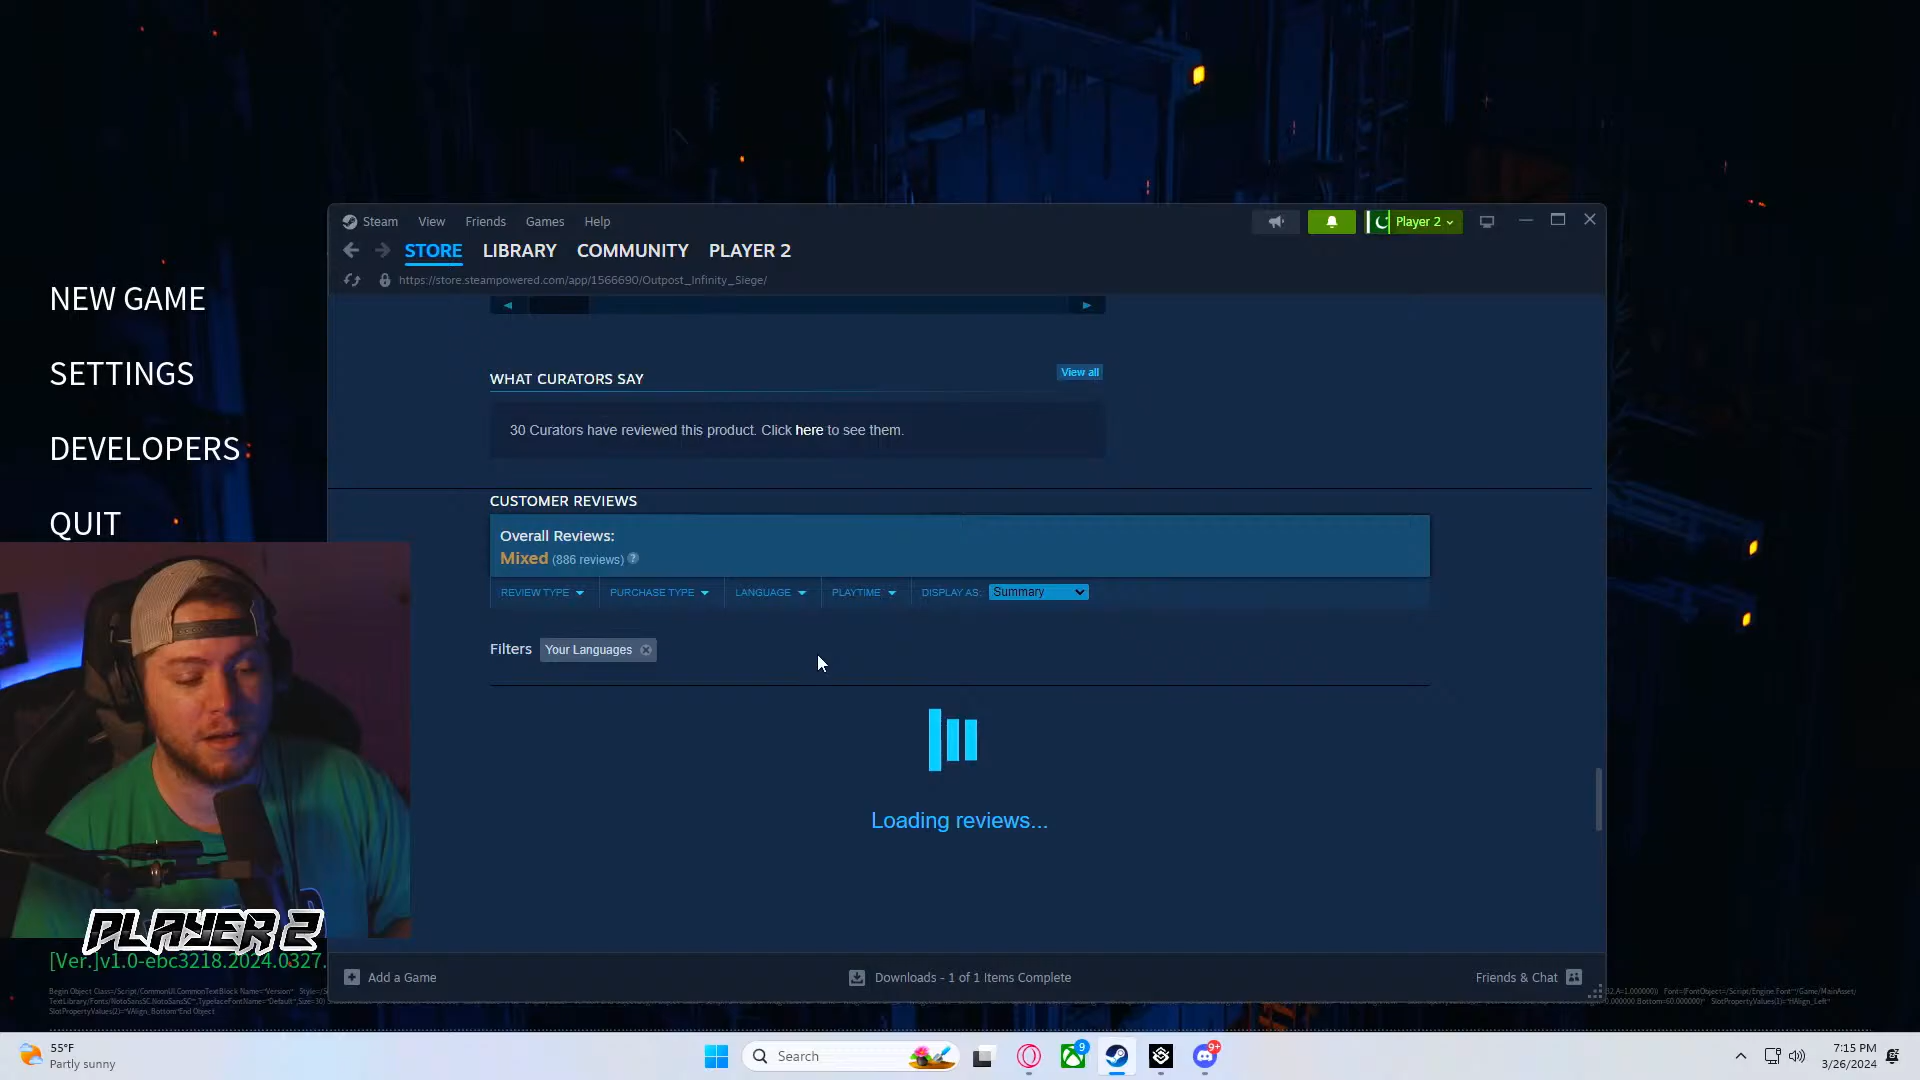 NEW GAME
SETTINGS
DEVELOPERS
QUIT
Steam View Friends Games Help
Player 2
STORE LIBRARY COMMUNITY PLAYER 2
https://store.steampowered.com/app/1566690/Outpost_Infinity_Siege/
WHAT CURATORS SAY
View all
30 Curators have reviewed this product. Click here to see them.
CUSTOMER REVIEWS
Overall Reviews:
Mixed (886 reviews) ?
REVIEW TYPE PURCHASE TYPE LANGUAGE PLAYTIME DISPLAY AS: Summary
Filters Your Languages
Loading reviews...
PLAYER 2
[Ver.]v1.0-ebc3218.2024.0327.
Add a Game
Downloads - 1 of 1 Items Complete
Friends & Chat
55°F
Partly sunny
Search
9
9+
7:15 PM
3/26/2024